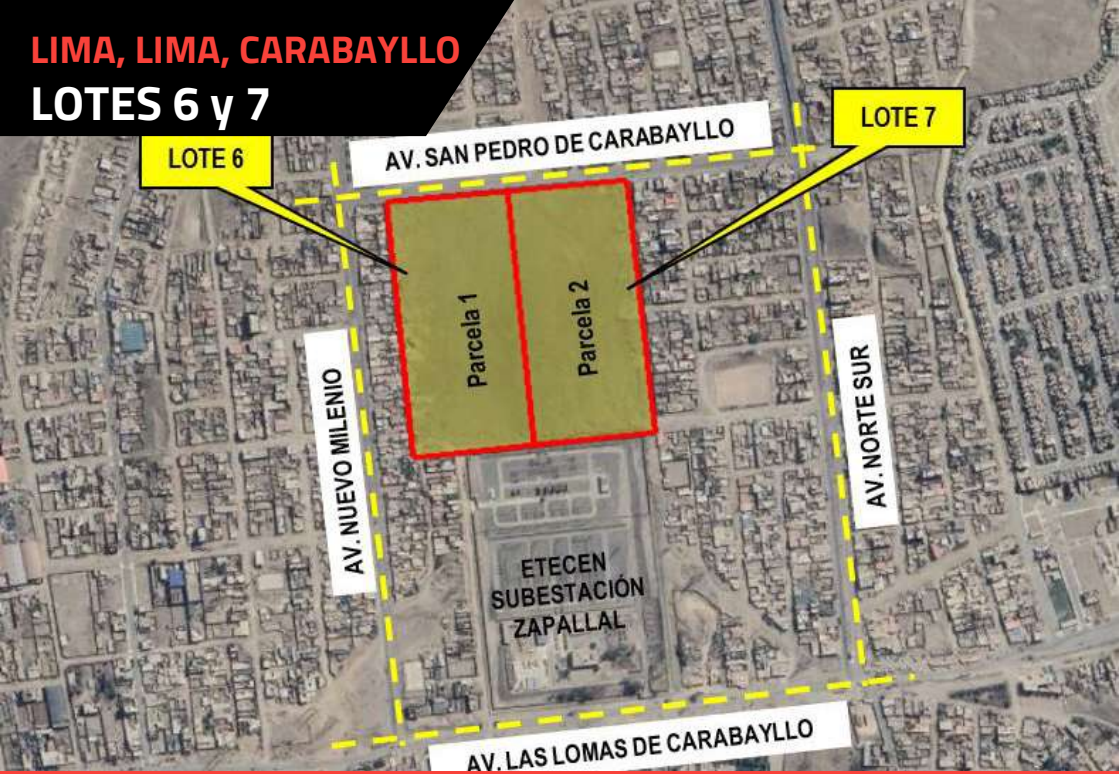 LIMA, LIMA, CARABAYLLO
LOTES 6 y 7
LOTE 6
AV. SAN PEDRO DE CARABAYLLO
LOTE 7
Parcela 1
Parcela 2
AV. NUEVO MILENIO
AV. NORTE SUR
ETECEN
SUBESTACIÓN
ZAPALLAL
AV. LAS LOMAS DE CARABAYLLO